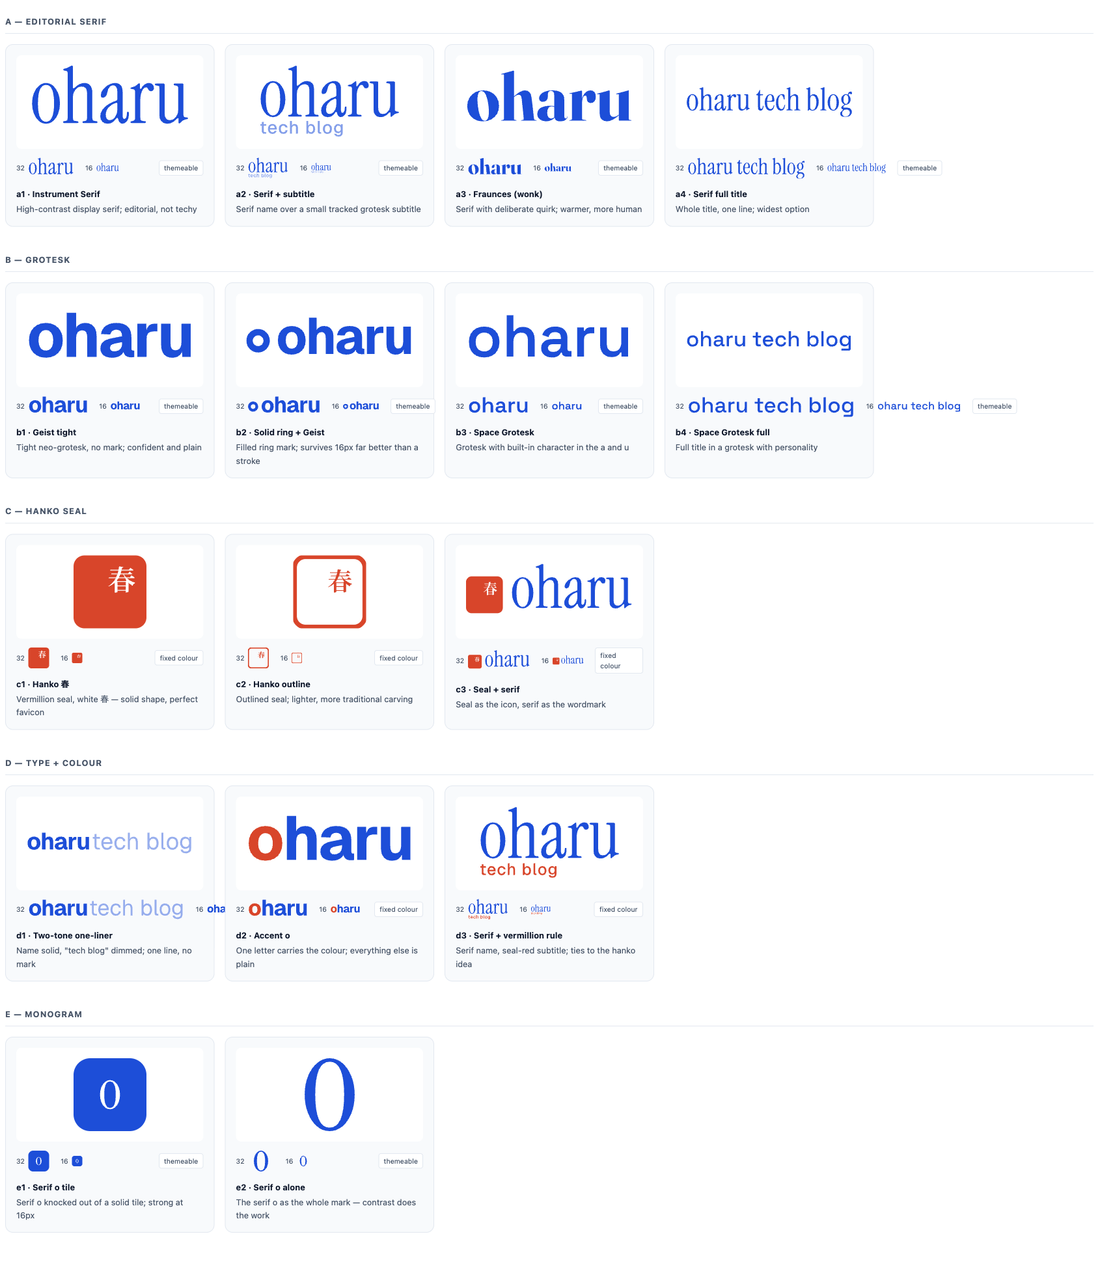 A — EDITORIAL SERIF
oharu
32 oharu 16 oharu themeable
a1 · Instrument Serif
High-contrast display serif; editorial, not techy
oharu
tech blog
32 oharu tech blog 16 oharu themeable
a2 · Serif + subtitle
Serif name over a small tracked grotesk subtitle
oharu
32 oharu 16 oharu themeable
a3 · Fraunces (wonk)
Serif with deliberate quirk; warmer, more human
oharu tech blog
32 oharu tech blog 16 oharu tech blog themeable
a4 · Serif full title
Whole title, one line; widest option
B — GROTESK
oharu
32 oharu 16 oharu themeable
b1 · Geist tight
Tight neo-grotesk, no mark; confident and plain
oharu
32 oharu 16 oharu themeable
b2 · Solid ring + Geist
Filled ring mark; survives 16px far better than a
stroke
oharu
32 oharu 16 oharu themeable
b3 · Space Grotesk
Grotesk with built-in character in the a and u
oharu tech blog
32 oharu tech blog 16 oharu tech blog themeable
b4 · Space Grotesk full
Full title in a grotesk with personality
C — HANKO SEAL
春
32 春 16 春 fixed colour
c1 · Hanko 春
Vermillion seal, white 春 — solid shape, perfect
favicon
春
32 春 16 fixed colour
c2 · Hanko outline
Outlined seal; lighter, more traditional carving
春 oharu
32 春 oharu 16 oharu fixed
colour
c3 · Seal + serif
Seal as the icon, serif as the wordmark
D — TYPE + COLOUR
oharu tech blog
32 oharu tech blog 16 oha
d1 · Two-tone one-liner
Name solid, "tech blog" dimmed; one line, no
mark
oharu
32 oharu 16 oharu fixed colour
d2 · Accent o
One letter carries the colour; everything else is
plain
oharu
tech blog
32 oharu tech blog 16 oharu fixed colour
d3 · Serif + vermillion rule
Serif name, seal-red subtitle; ties to the hanko
idea
E — MONOGRAM
o
32 o 16 o themeable
e1 · Serif o tile
Serif o knocked out of a solid tile; strong at
16px
o
32 o 16 o themeable
e2 · Serif o alone
The serif o as the whole mark — contrast does
the work